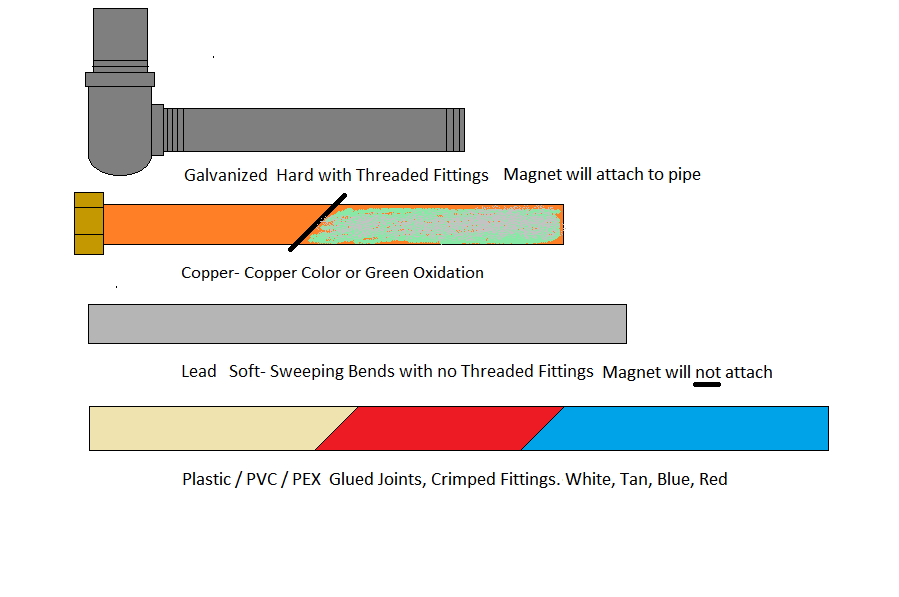 Galvanized  Hard with Threaded Fittings   Magnet will attach to pipe
Copper- Copper Color or Green Oxidation
Lead   Soft- Sweeping Bends with no Threaded Fittings  Magnet will not attach
Plastic / PVC / PEX  Glued Joints, Crimped Fittings. White, Tan, Blue, Red